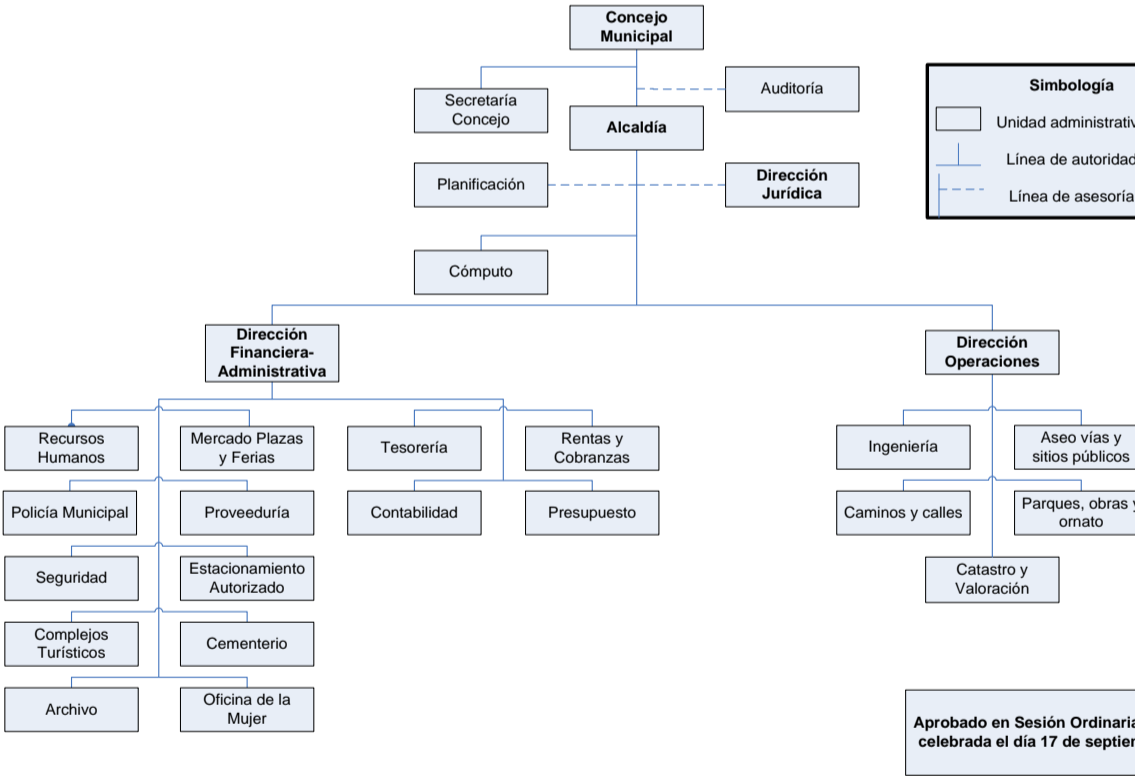 Concejo
Municipal
Secretaría
Concejo
Auditoría
Alcaldía
Planificación
Dirección
Jurídica
Cómputo
Simbología
Unidad
Línea de autoridad
Línea de asesoría
Dirección
Financiera-
Administrativa
Dirección
Operaciones
Recursos
Humanos
Mercado Plazas
y Ferias
Tesorería
Rentas y
Cobranzas
Ingeniería
Aseo vías y
sitios públicos
Policía Municipal
Proveeduría
Contabilidad
Presupuesto
Caminos y calles
Parques, obras y
ornato
Seguridad
Estacionamiento
Autorizado
Catastro y
Valoración
Complejos
Turísticos
Cementerio
Archivo
Oficina de la
Mujer
Aprobado en Sesión Ordinaria
celebrada el día 17 de